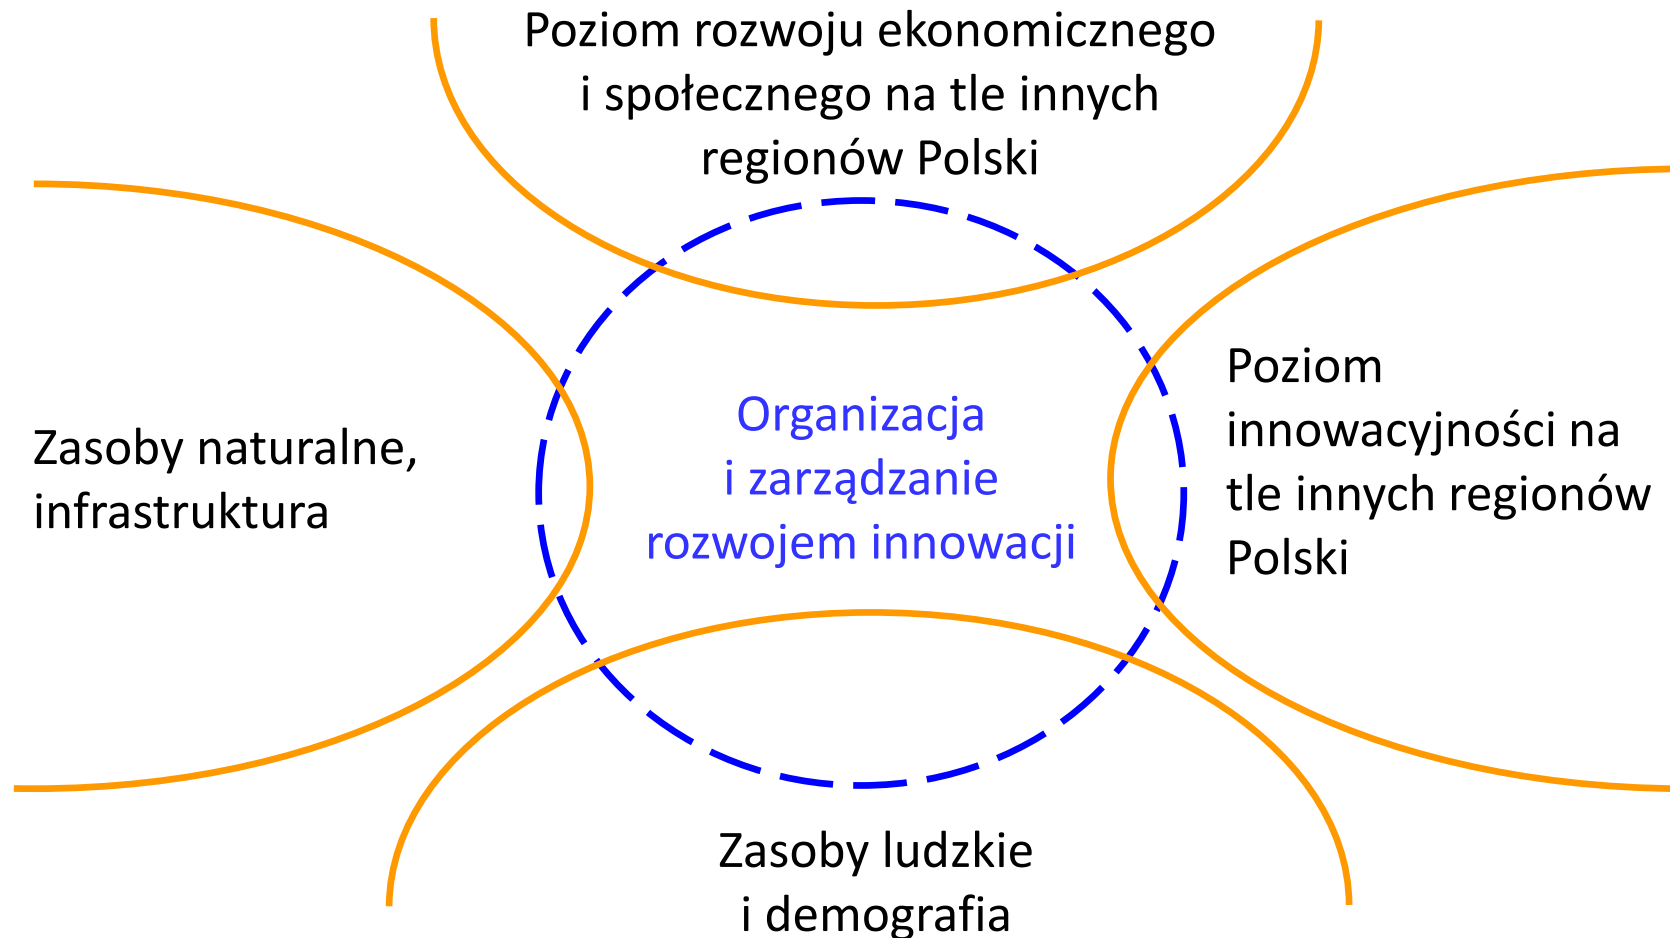 Poziom rozwoju ekonomicznego
i społecznego na tle innych
regionów Polski
Zasoby naturalne,
infrastruktura
Organizacja
i zarządzanie
rozwojem innowacji
Poziom
innowacyjności na
tle innych regionów
Polski
Zasoby ludzkie
i demografia